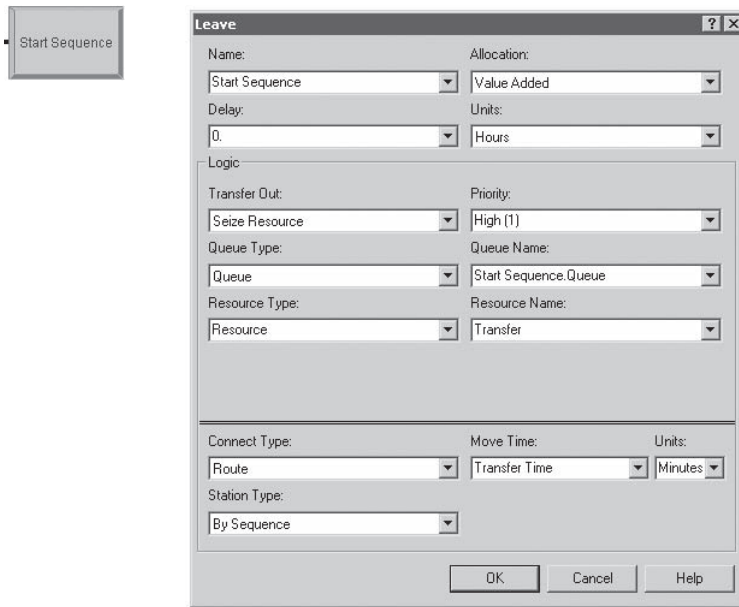 Start Sequence
Leave
Name: Allocation:
Start Sequence Value Added
Delay: Units:
0. Hours
Logic
Transfer Out: Priority:
Seize Resource High (1)
Queue Type: Queue Name:
Queue Start Sequence.Queue
Resource Type: Resource Name:
Resource Transfer
Connect Type: Move Time: Units:
Route Transfer Time Minutes
Station Type:
By Sequence
OK Cancel Help